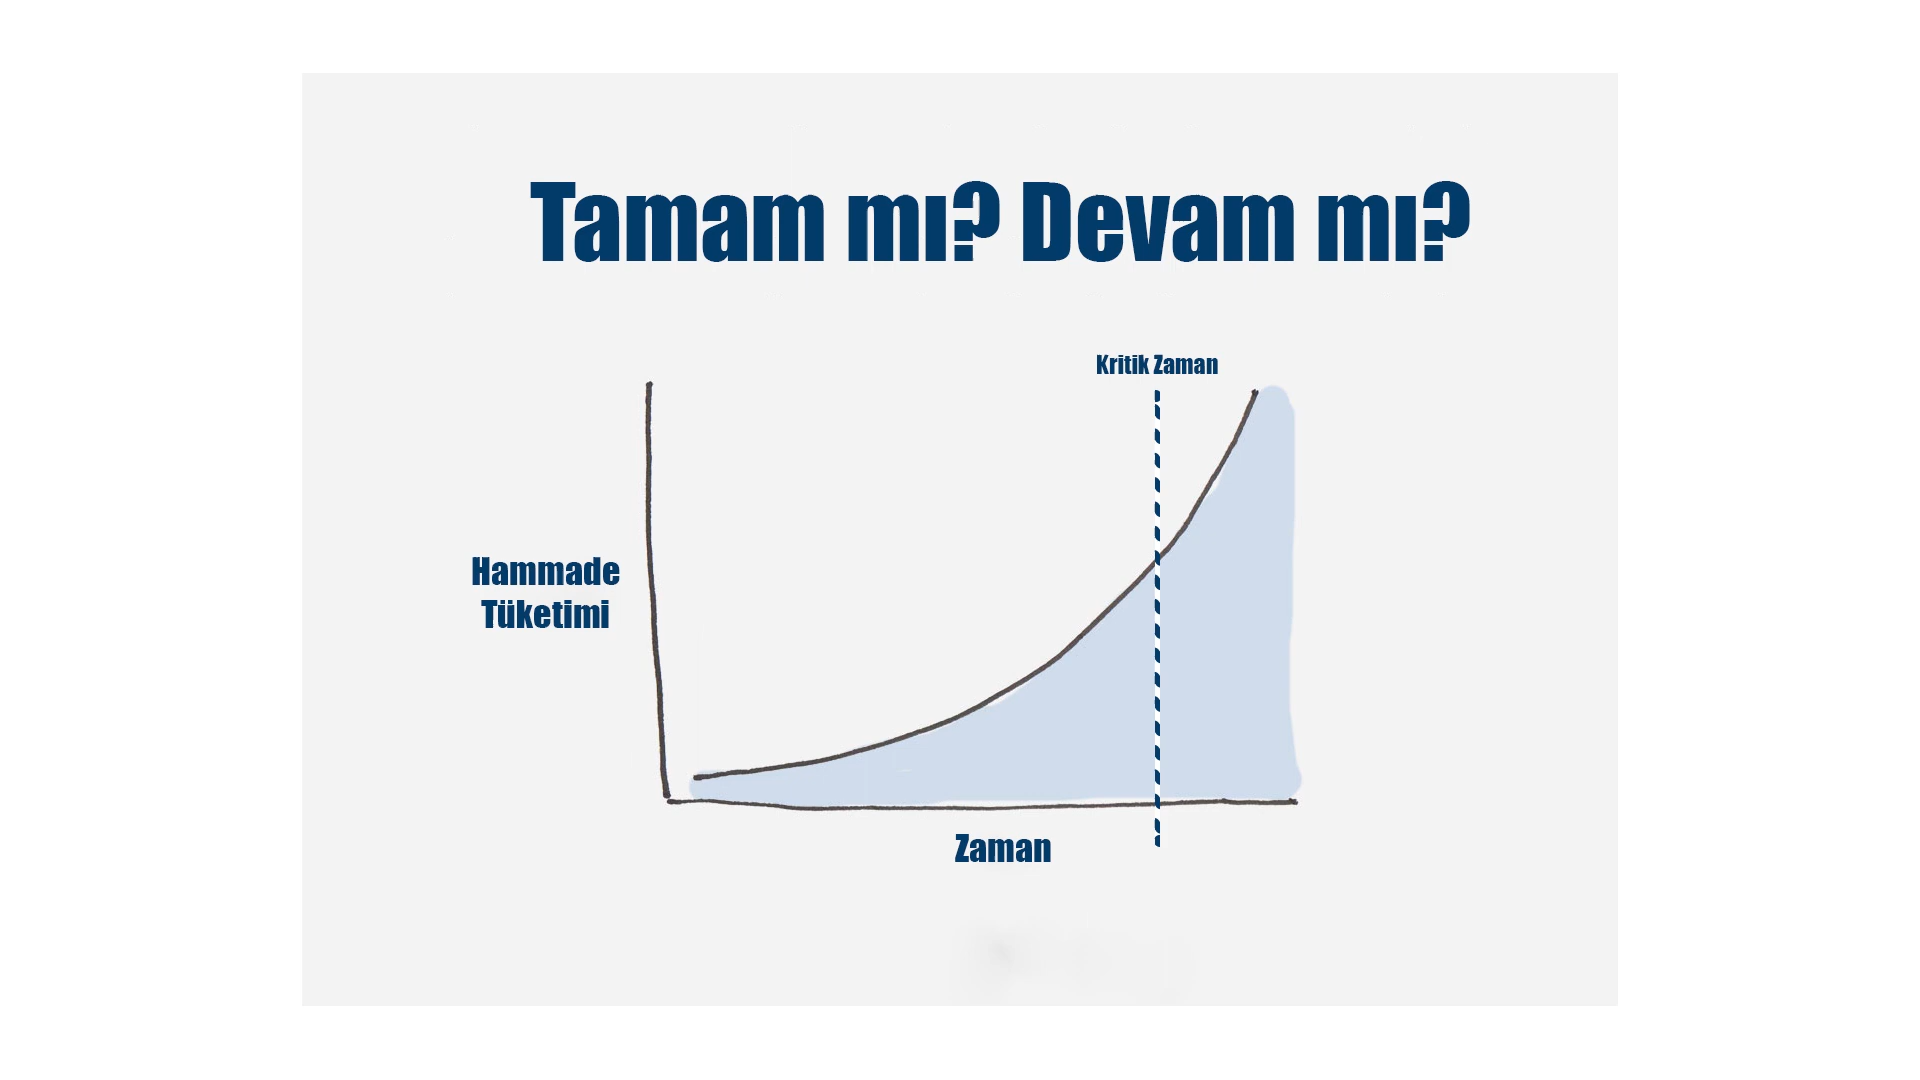 Tamam mı? Devam mı?
Kritik Zaman
Hammade
Tüketimi
Zaman